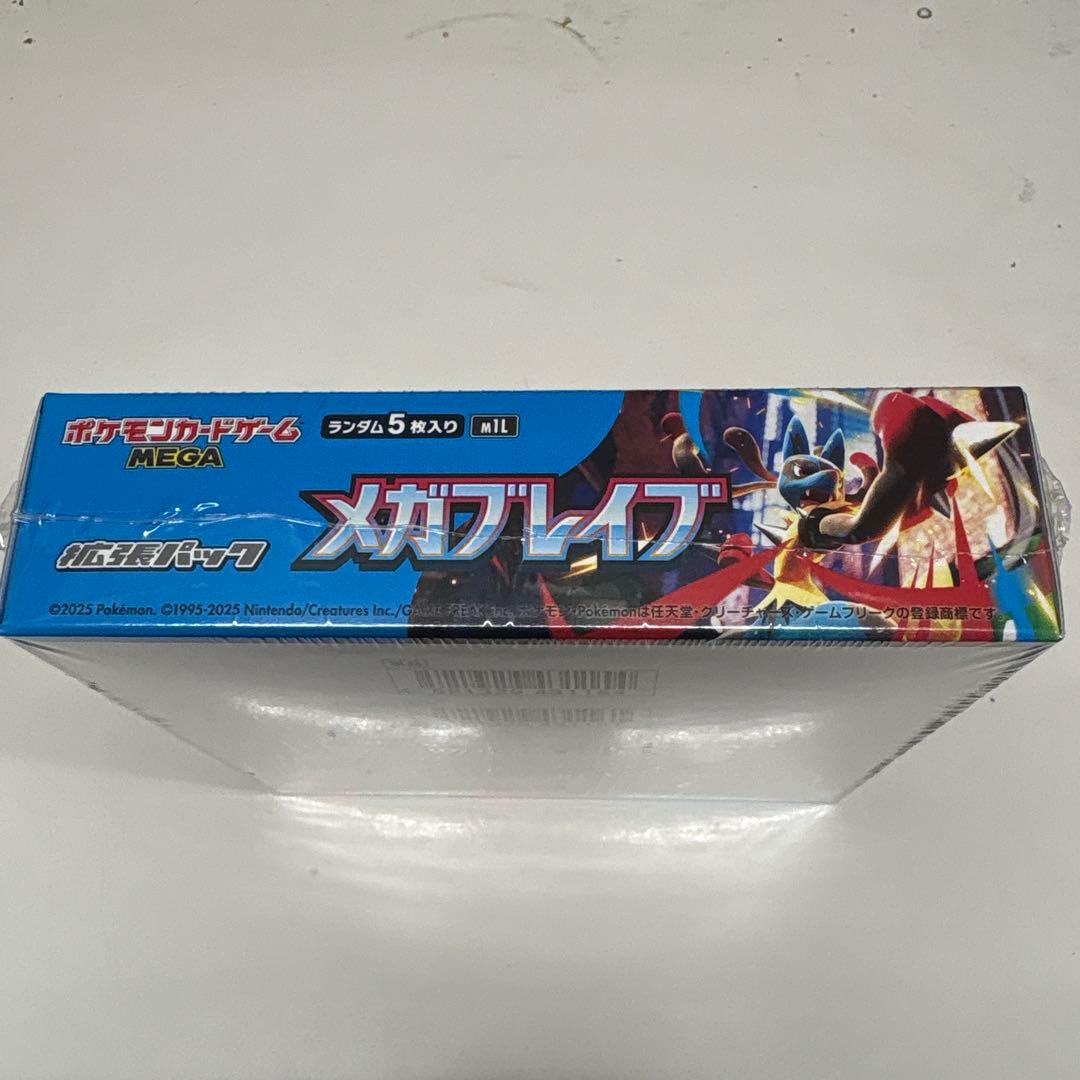 ポケモンカードゲーム
MEGA
ランダム5枚入り
M1L
メガブレイブ
拡張パック
©2025 Pokémon. ©1995-2025 Nintendo/Creatures Inc./GAME FREAK inc. ポケモン・Pokémonは任天堂・クリーチャーズ・ゲームフリークの登録商標です。